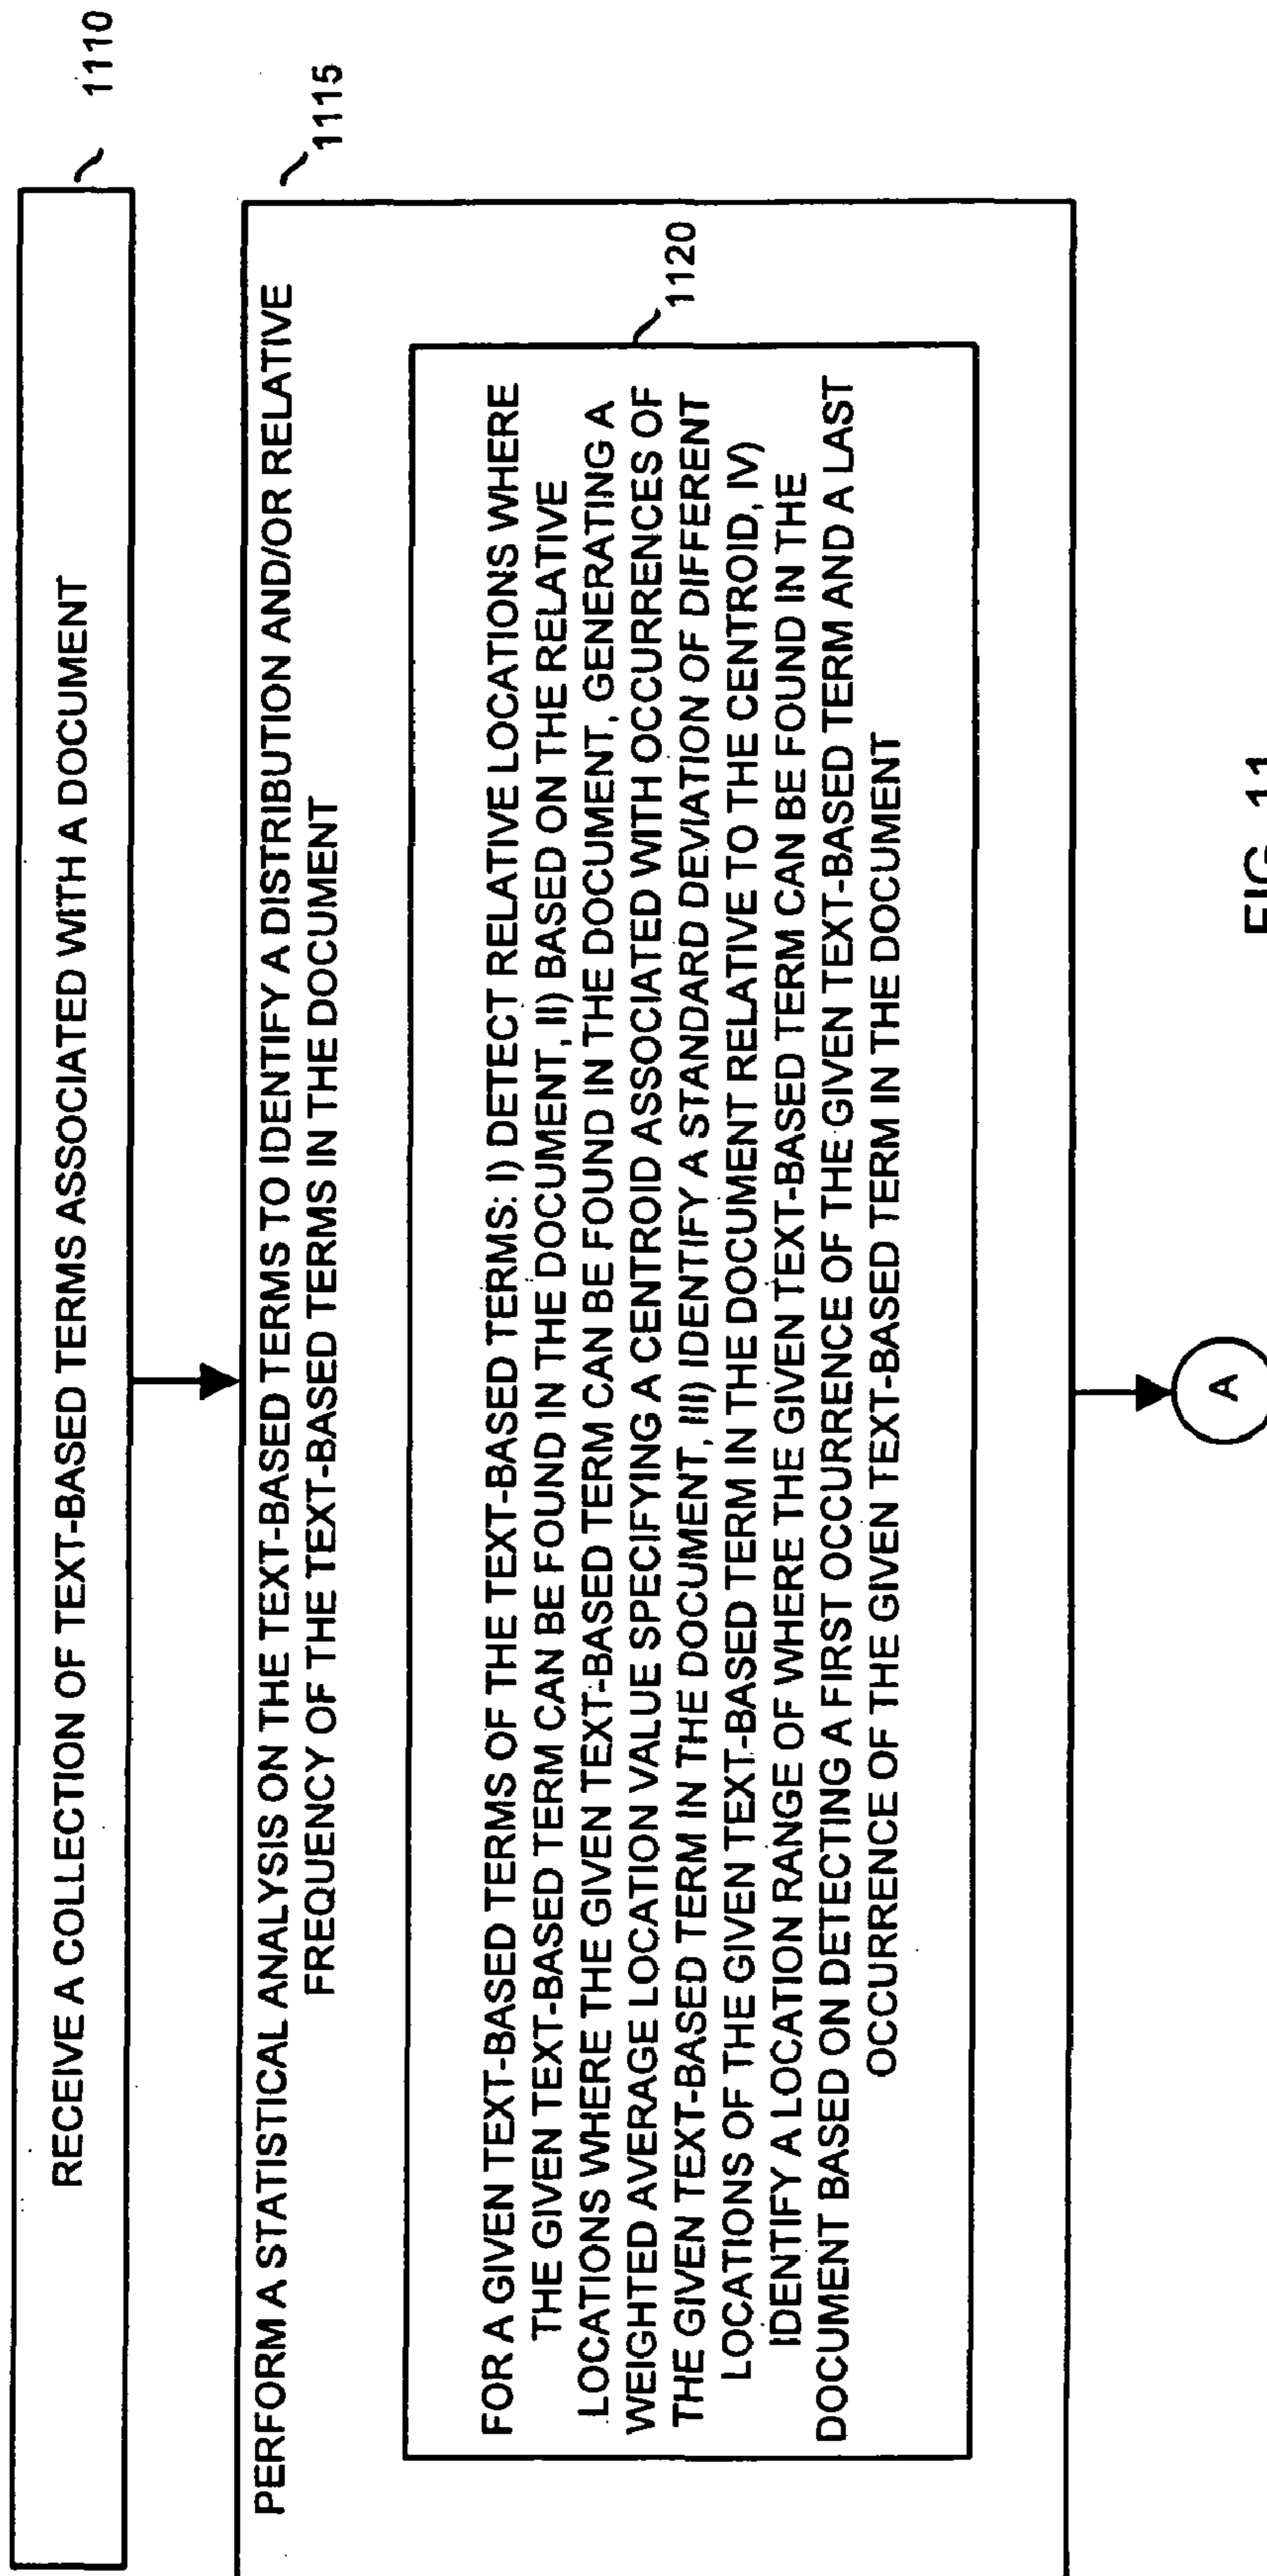 RECEIVE A COLLECTION OF TEXT-BASED TERMS ASSOCIATED WITH A DOCUMENT
1110
PERFORM A STATISTICAL ANALYSIS ON THE TEXT-BASED TERMS TO IDENTIFY A DISTRIBUTION AND/OR RELATIVE
FREQUENCY OF THE TEXT-BASED TERMS IN THE DOCUMENT
1115
FOR A GIVEN TEXT-BASED TERMS OF THE TEXT-BASED TERMS: I) DETECT RELATIVE LOCATIONS WHERE
THE GIVEN TEXT-BASED TERM CAN BE FOUND IN THE DOCUMENT, II) BASED ON THE RELATIVE
LOCATIONS WHERE THE GIVEN TEXT-BASED TERM CAN BE FOUND IN THE DOCUMENT, GENERATING A
WEIGHTED AVERAGE LOCATION VALUE SPECIFYING A CENTROID ASSOCIATED WITH OCCURRENCES OF
THE GIVEN TEXT-BASED TERM IN THE DOCUMENT, III) IDENTIFY A STANDARD DEVIATION OF DIFFERENT
LOCATIONS OF THE GIVEN TEXT-BASED TERM IN THE DOCUMENT RELATIVE TO THE CENTROID, IV)
IDENTIFY A LOCATION RANGE OF WHERE THE GIVEN TEXT-BASED TERM CAN BE FOUND IN THE
DOCUMENT BASED ON DETECTING A FIRST OCCURRENCE OF THE GIVEN TEXT-BASED TERM AND A LAST
OCCURRENCE OF THE GIVEN TEXT-BASED TERM IN THE DOCUMENT
1120
A
FIG. 11